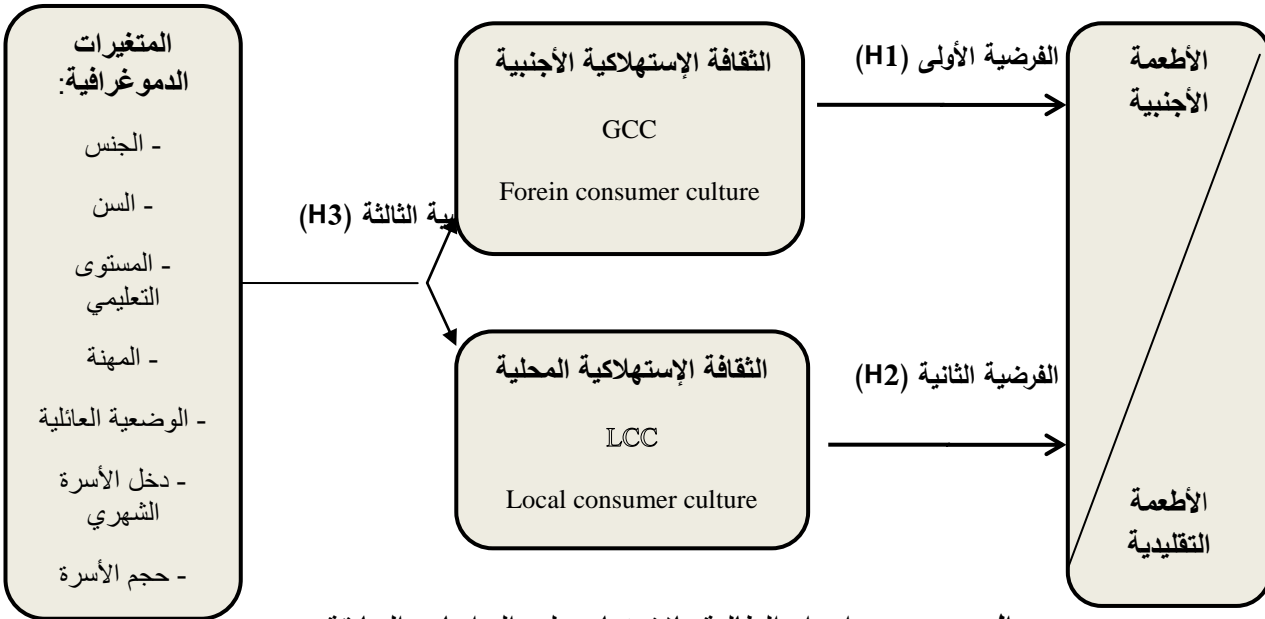 المتغيرات
الدموغرافية:
- الجنس
- السن
- المستوى
التعليمي
- المهنة
- الوضعية العائلية
- دخل الأسرة
الشهري
- حجم الأسرة
الثالثة (H3)
الثقافة الإستهلاكية الأجنبية
GCC
Forein consumer culture
الثقافة الإستهلاكية المحلية
𝕃ℂℂ
Local consumer culture
الفرضية الأولى (H1)
الفرضية الثانية (H2)
الأطعمة
الأجنبية
الأطعمة
التقليدية